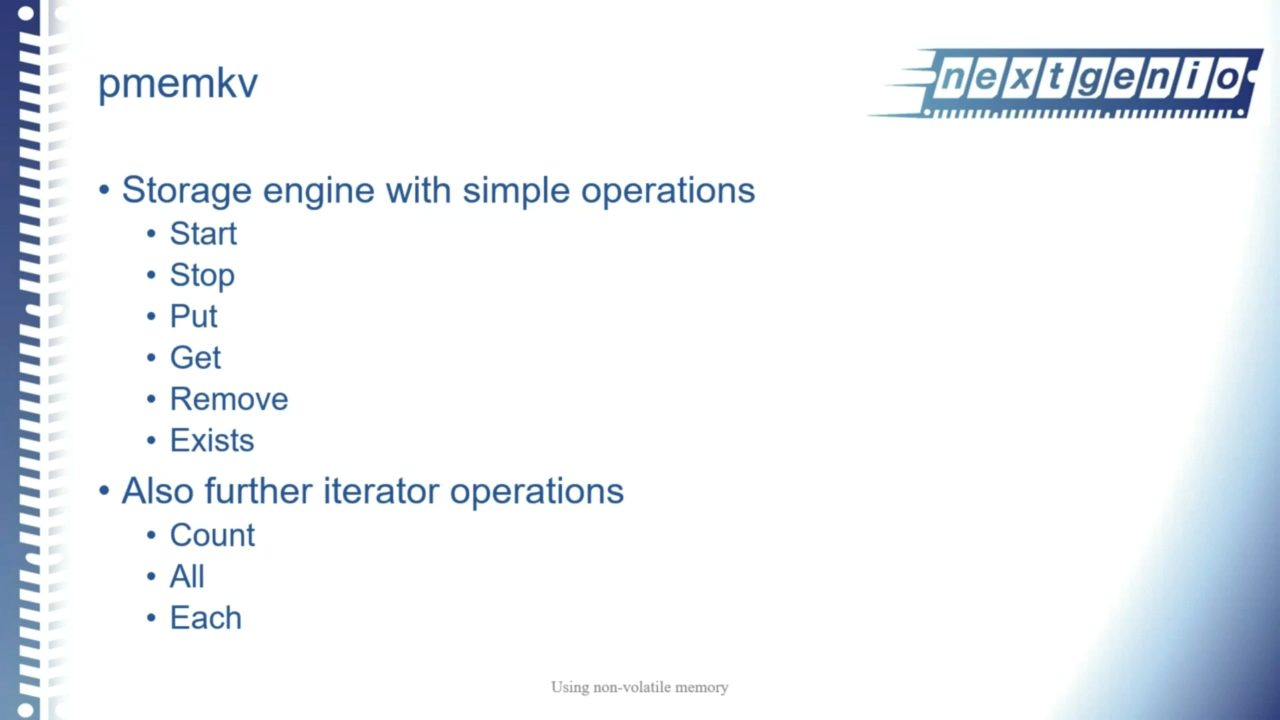 pmemkv
nextgenio
• Storage engine with simple operations
• Start
• Stop
• Put
• Get
• Remove
• Exists
• Also further iterator operations
• Count
• All
• Each
Using non-volatile memory